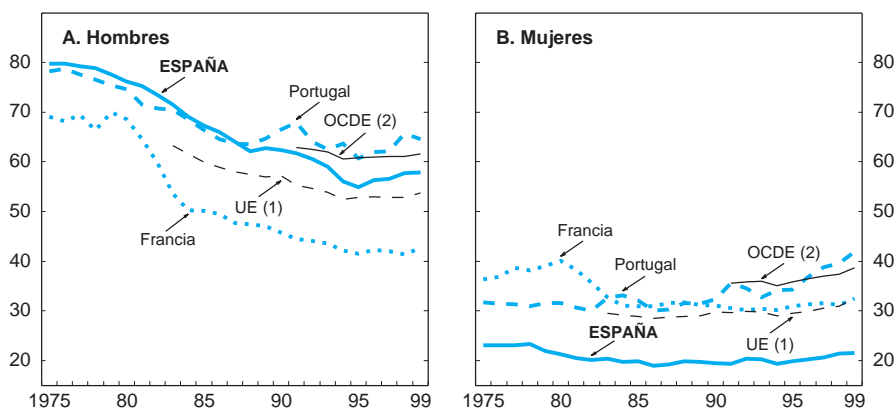 A. Hombres
ESPAÑA
Portugal
OCDE (2)
UE (1)
Francia
80
70
60
50
40
30
20
1975 80 85 90 95 99
B. Mujeres
Francia
Portugal
OCDE (2)
ESPAÑA
UE (1)
80
70
60
50
40
30
20
1975 80 85 90 95 99